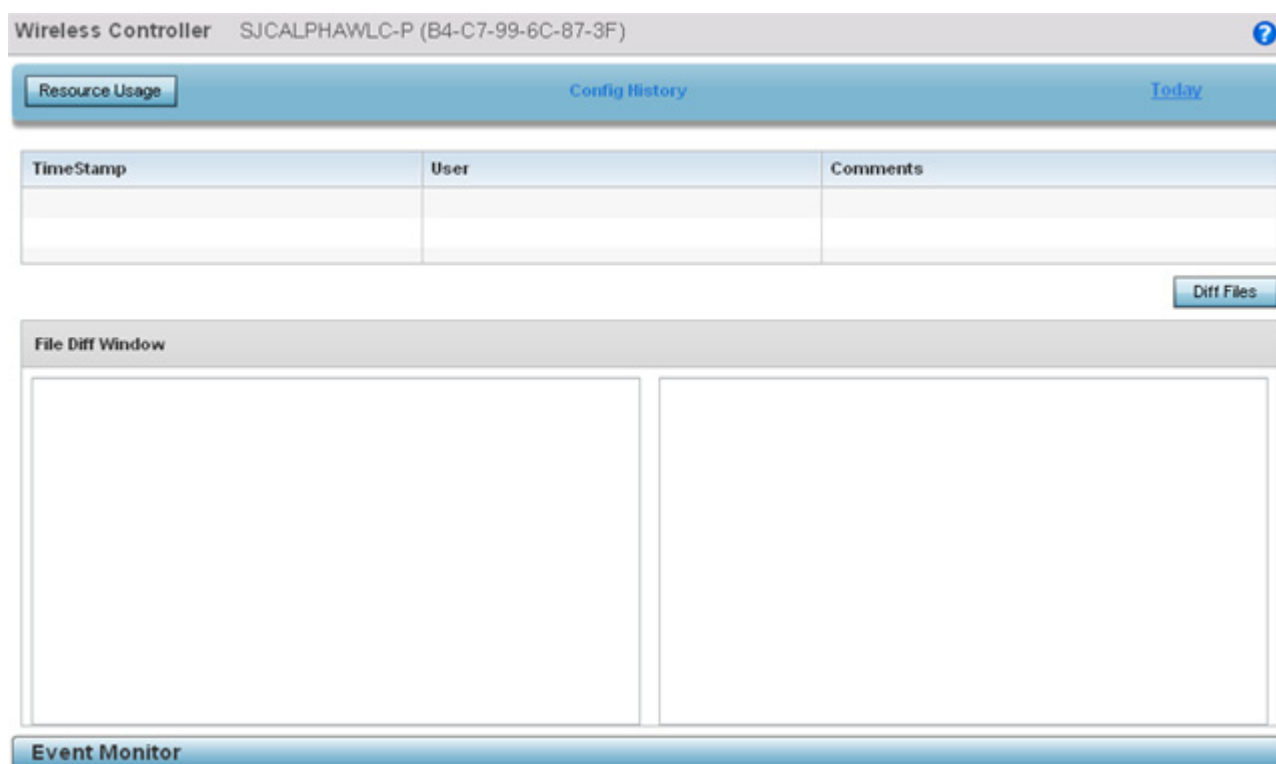 Wireless Controller SJCALPHAWLC-P (B4-C7-99-6C-87-3F) ?
Resource Usage Config History Today
TimeStamp User Comments
Diff Files
File Diff Window
Event Monitor